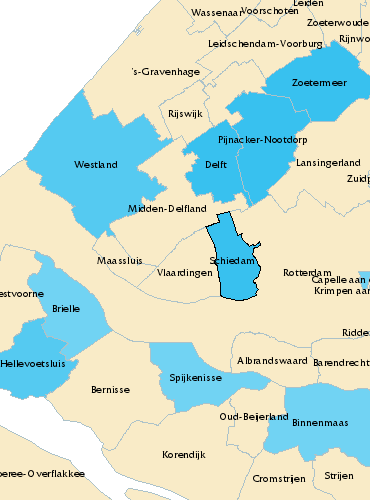 Leiden
Wassenaar
Voorschoten
Zoeterwoude
Rijnwo
Leidschendam-Voorburg
's-Gravenhage
Zoetermeer
Rijswijk
Pijnacker-Nootdorp
Westland
Delft
Lansingerland
Zuidp
Midden-Delfland
Maassluis
Schiedam
Vlaardingen
Rotterdam
Capelle aan d
Krimpen aan
estvoorne
Brielle
Ridde
Hellevoetsluis
Albrandswaard
Barendrecht
Bernisse
Spijkenisse
Oud-Beijerland
Binnenmaas
Korendijk
oeree-Overflakkee
Cromstrijen
Strijen